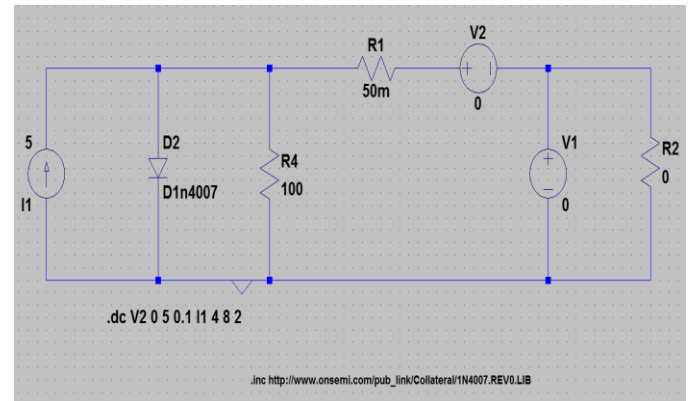 V2
R1
50m
0
5
D2
R4
V1
R2
D1n4007
100
0
0
I1
.dc V2 0 5 0.1 I1 4 8 2
.inc http://www.onsemi.com/pub_link/Collateral/1N4007.REV0.LIB